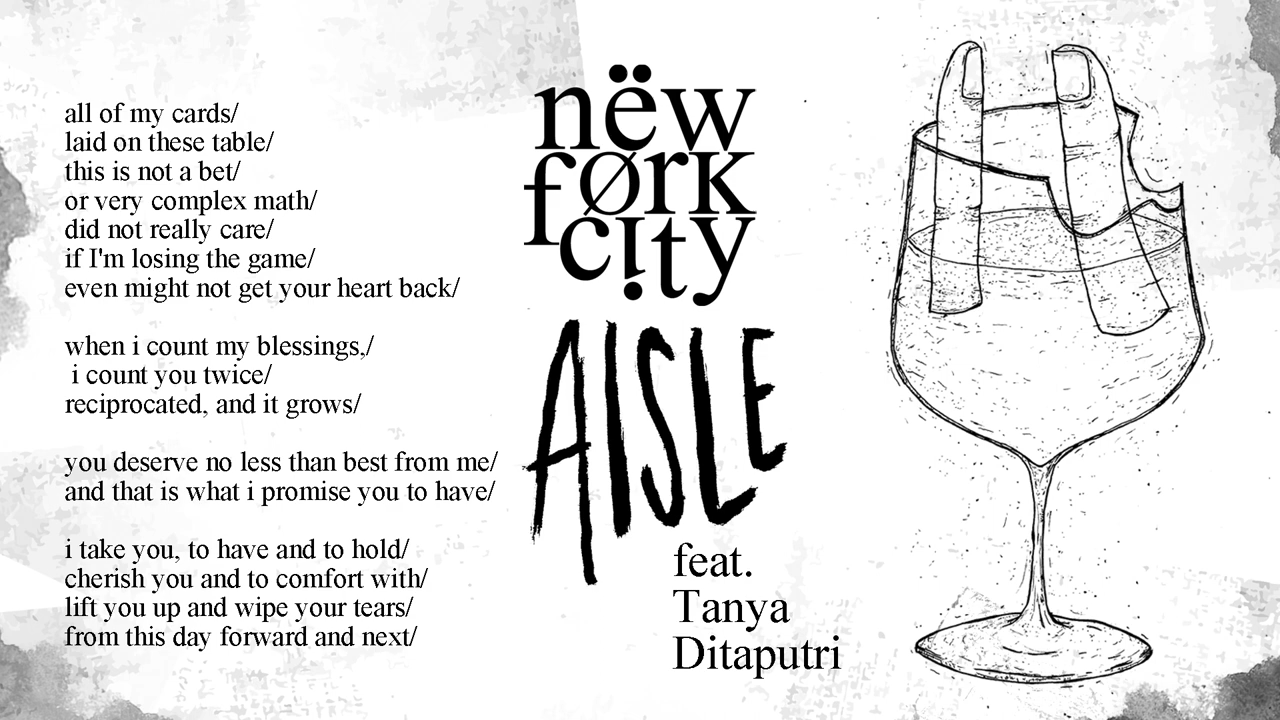 all of my cards/
laid on these table/
this is not a bet/
or very complex math/
did not really care/
if I'm losing the game/
even might not get your heart back/
when i count my blessings,/
i count you twice/
reciprocated, and it grows/
you deserve no less than best from me/
and that is what i promise you to have/
i take you, to have and to hold/
cherish you and to comfort with/
lift you up and wipe your tears/
from this day forward and next/
nëw
førk
c¡ty
AISLE
feat.
Tanya
Ditaputri